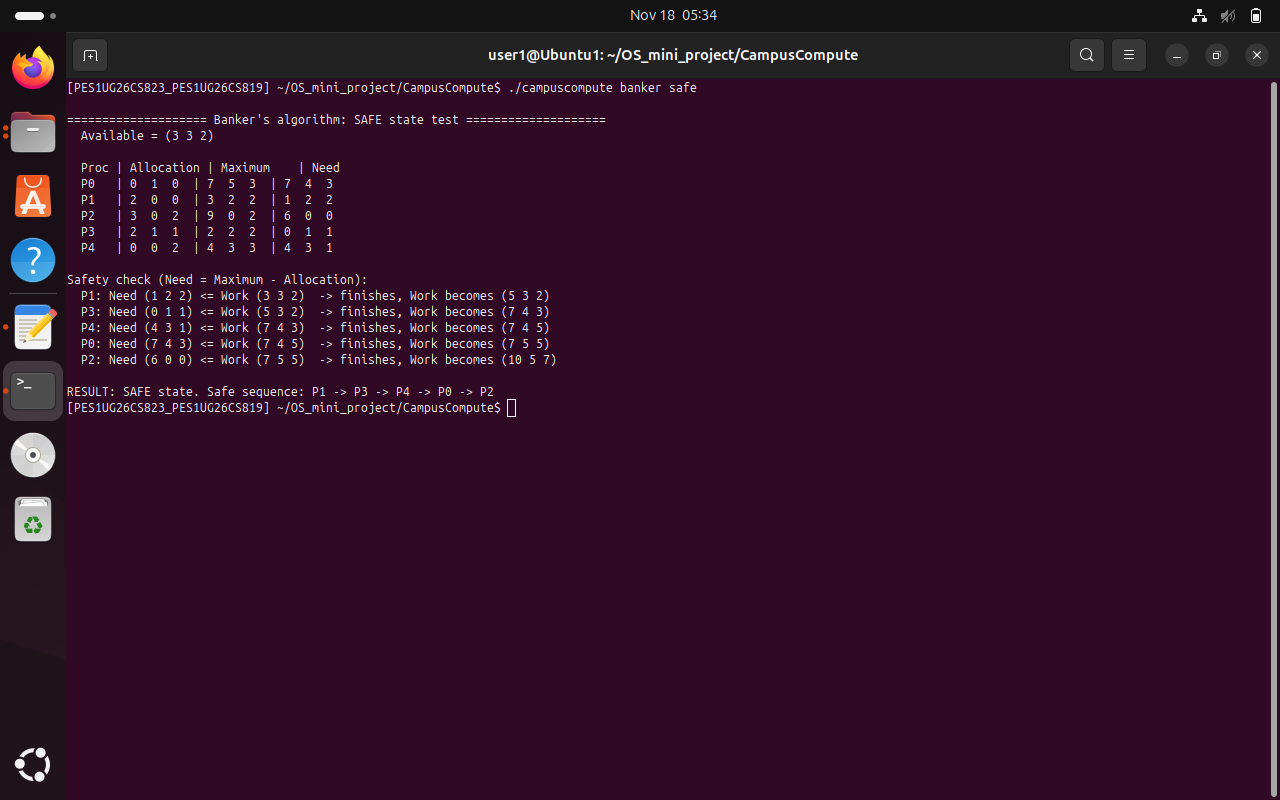 Nov 18 05:34
user1@Ubuntu1: ~/OS_mini_project/CampusCompute
[PES1UG26CS823_PES1UG26CS819] ~/OS_mini_project/CampusCompute$ ./campuscompute banker safe
==================== Banker's algorithm: SAFE state test ====================
  Available = (3 3 2)
  Proc | Allocation | Maximum    | Need
  P0   | 0  1  0  | 7  5  3  | 7  4  3
  P1   | 2  0  0  | 3  2  2  | 1  2  2
  P2   | 3  0  2  | 9  0  2  | 6  0  0
  P3   | 2  1  1  | 2  2  2  | 0  1  1
  P4   | 0  0  2  | 4  3  3  | 4  3  1
Safety check (Need = Maximum - Allocation):
  P1: Need (1 2 2) <= Work (3 3 2)  -> finishes, Work becomes (5 3 2)
  P3: Need (0 1 1) <= Work (5 3 2)  -> finishes, Work becomes (7 4 3)
  P4: Need (4 3 1) <= Work (7 4 3)  -> finishes, Work becomes (7 4 5)
  P0: Need (7 4 3) <= Work (7 4 5)  -> finishes, Work becomes (7 5 5)
  P2: Need (6 0 0) <= Work (7 5 5)  -> finishes, Work becomes (10 5 7)
RESULT: SAFE state. Safe sequence: P1 -> P3 -> P4 -> P0 -> P2
[PES1UG26CS823_PES1UG26CS819] ~/OS_mini_project/CampusCompute$